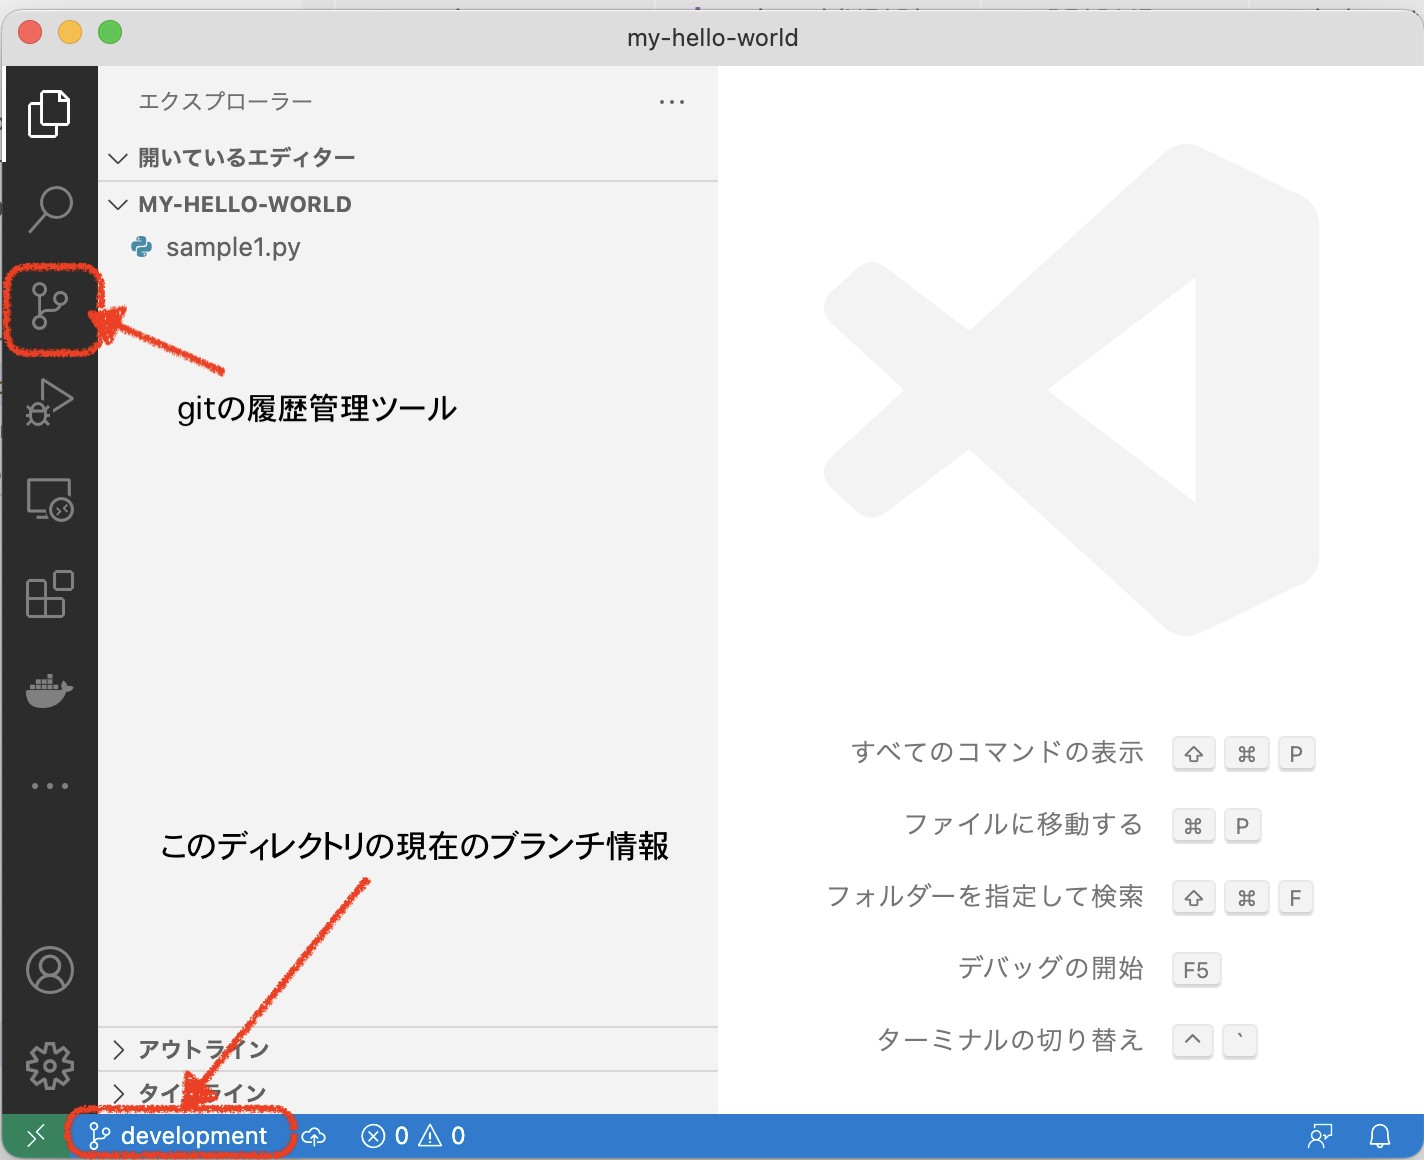 my-hello-world
エクスプローラー
開いているエディター
MY-HELLO-WORLD
sample1.py
gitの履歴管理ツール
すべてのコマンドの表示 ⇧ ⌘ P
ファイルに移動する ⌘ P
フォルダーを指定して検索 ⇧ ⌘ F
デバッグの開始 F5
ターミナルの切り替え ^ `
このディレクトリの現在のブランチ情報
アウトライン
タイムライン
development 0 0